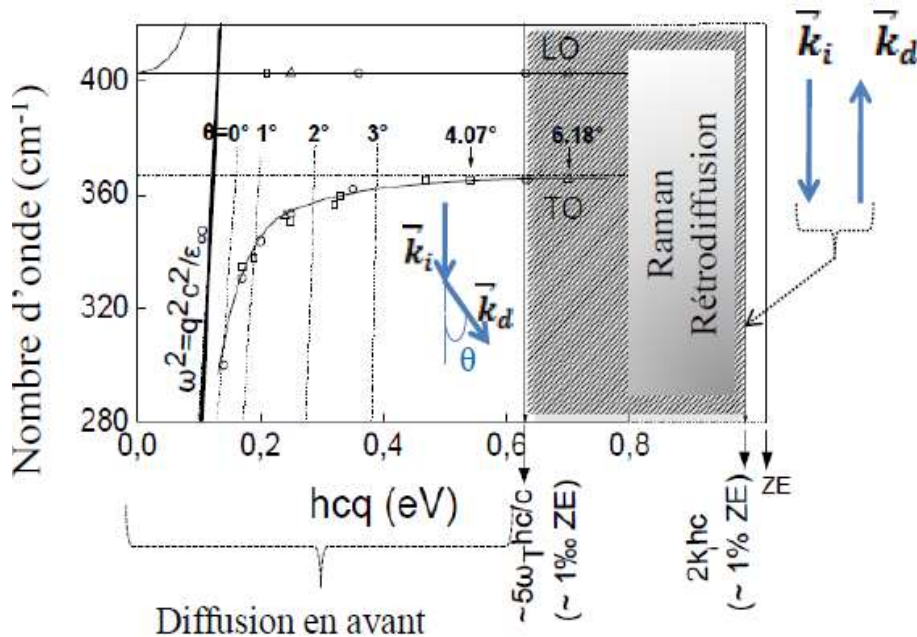 Nombre d'onde (cm⁻¹)
400
360
320
280
0,0
0,2
0,4
0,6
0,8
hcq (eV)
ω²=q²c²/ε∞
θ=0°
1°
2°
3°
4.07°
6.18°
LO
TO
k⃗i
k⃗d
θ
Raman
Rétrodiffusion
k⃗i
k⃗d
~5ωT hc/c
(~ 1‰ ZE)
2kihc
(~ 1% ZE)
ZE
Diffusion en avant